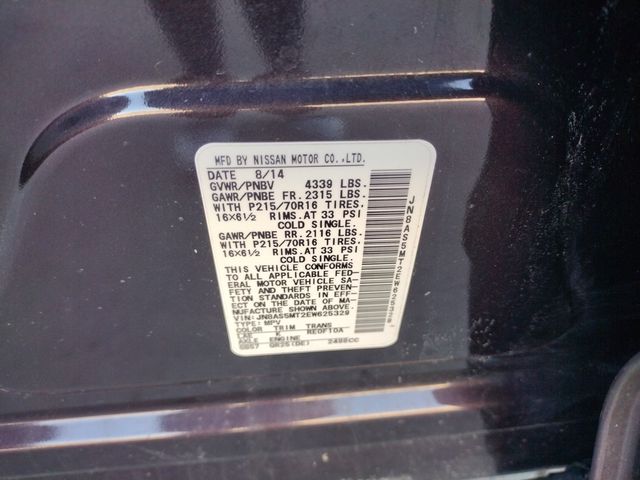 MFD BY NISSAN MOTOR CO.,LTD.
DATE 8/14
GVWR/PNBV 4339 LBS.
GAWR/PNBE FR. 2315 LBS.
WITH P215/70R16 TIRES.
16X6½ RIMS.AT 33 PSI
COLD SINGLE.
GAWR/PNBE RR. 2116 LBS.
WITH P215/70R16 TIRES.
16X6½ RIMS.AT 33 PSI
COLD SINGLE.
THIS VEHICLE CONFORMS
TO ALL APPLICABLE FED-
ERAL MOTOR VEHICLE SA-
FETY AND THEFT PREVEN-
TION STANDARDS IN EFF-
ECT ON THE DATE OF MA-
NUFACTURE SHOWN ABOVE.
VIN:JN8AS5MT2EW625329
TYPE:MPV
COLOR TRIM TRANS
K RE0F10A
AXLE ENGINE
QR25(DE) 2488CC
JN8AS5MT2EW625329